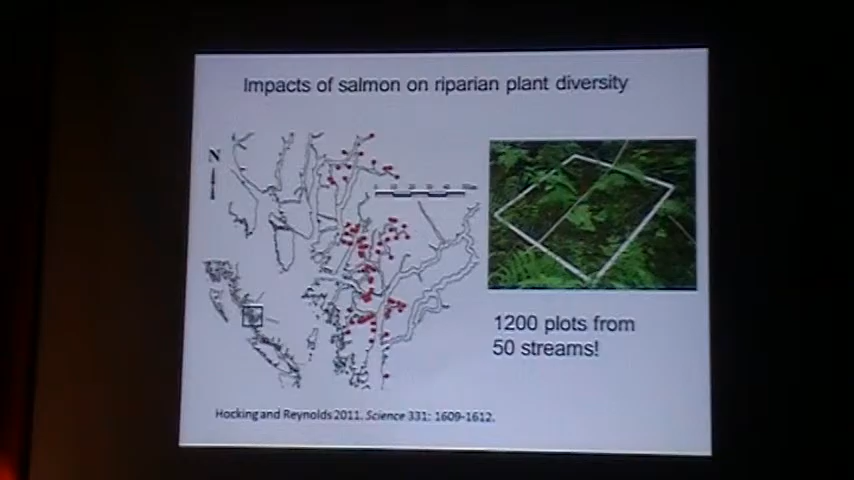 Impacts of salmon on riparian plant diversity
N
1200 plots from
50 streams!
Hocking and Reynolds 2011. Science 331: 1609-1612.